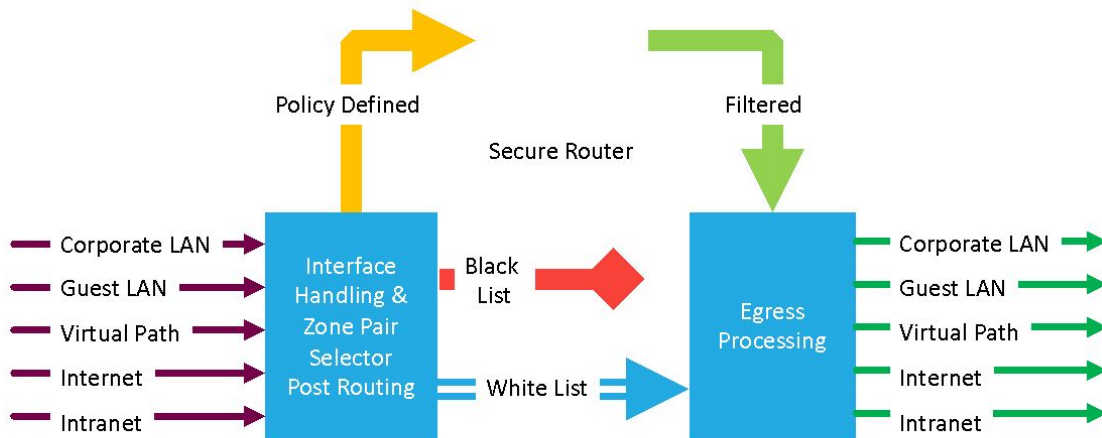 Policy Defined
Filtered
Secure Router
Corporate LAN
Guest LAN
Virtual Path
Internet
Intranet
Interface
Handling &
Zone Pair
Selector
Post Routing
Black
List
White List
Egress
Processing
Corporate LAN
Guest LAN
Virtual Path
Internet
Intranet